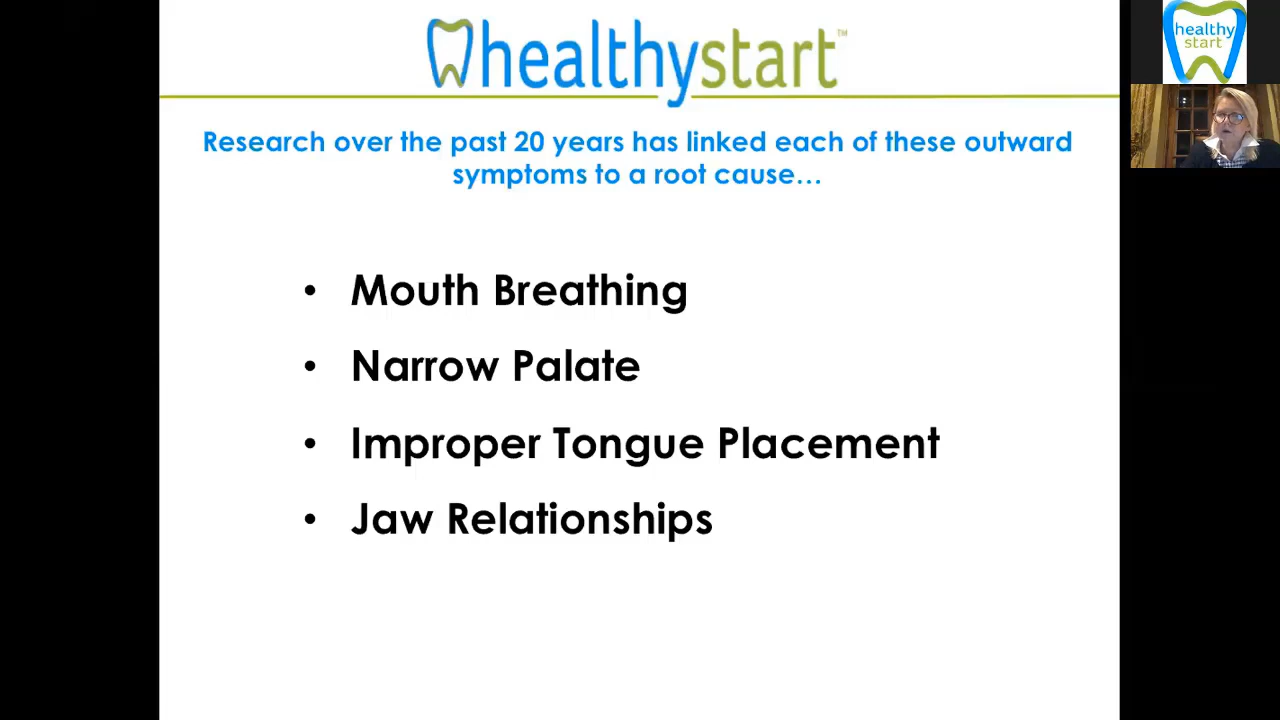 healthystart™
healthy
start
Research over the past 20 years has linked each of these outward
symptoms to a root cause…
• Mouth Breathing
• Narrow Palate
• Improper Tongue Placement
• Jaw Relationships